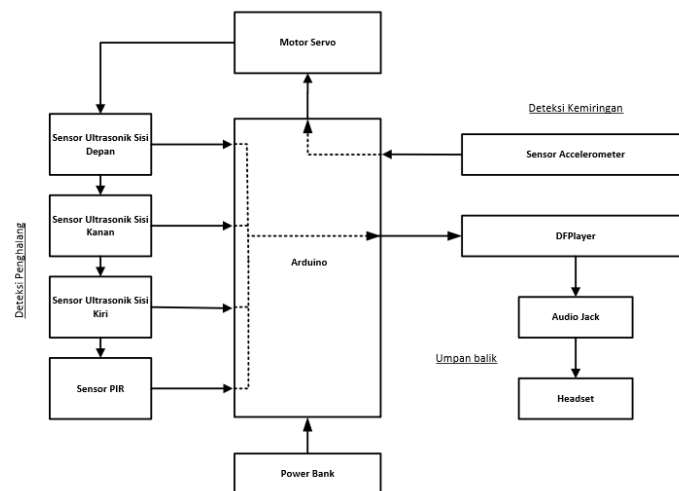 Motor Servo
Deteksi Kemiringan
Sensor Ultrasonik Sisi
Depan
Sensor Accelerometer
Sensor Ultrasonik Sisi
Kanan
DFPlayer
Deteksi Penghalang
Arduino
Sensor Ultrasonik Sisi
Kiri
Audio Jack
Umpan balik
Sensor PIR
Headset
Power Bank